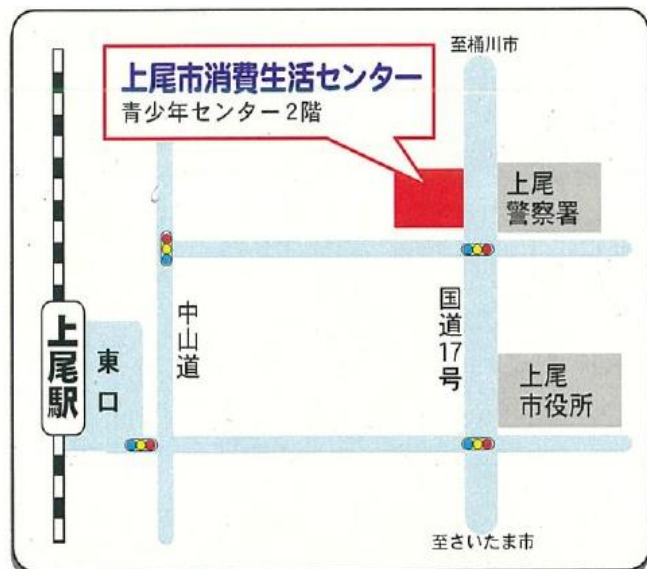 上尾市消費生活センター
青少年センター2階
至桶川市
上尾
警察署
中山道
国道17号
上尾駅
東口
上尾
市役所
至さいたま市